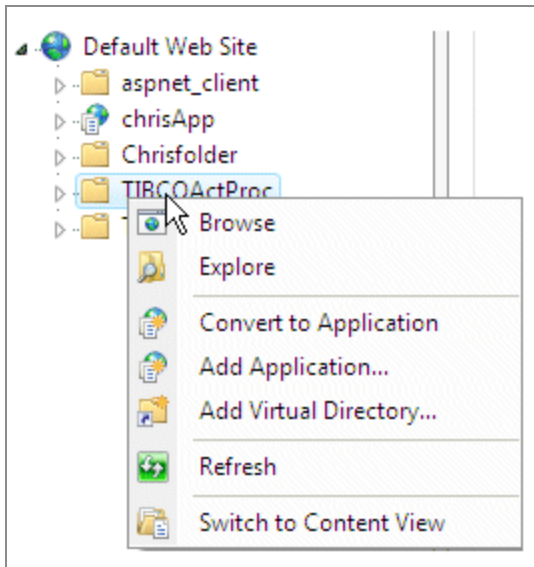 Default Web Site
aspnet_client
chrisApp
Chrisfolder
TIBCOActProc
Browse
Explore
Convert to Application
Add Application...
Add Virtual Directory...
Refresh
Switch to Content View